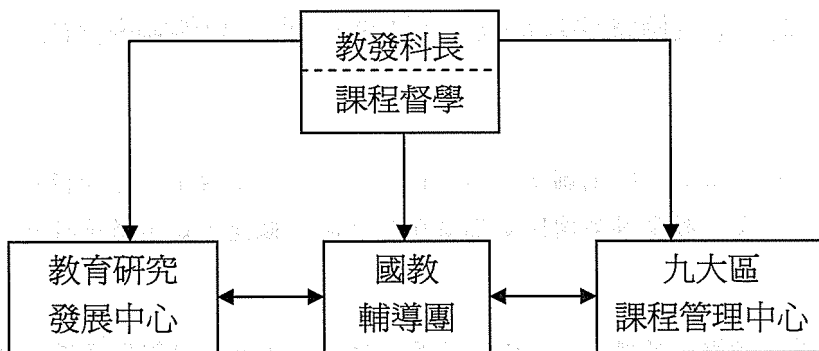 教發科長
課程督學
教育研究
發展中心
國教
輔導團
九大區
課程管理中心